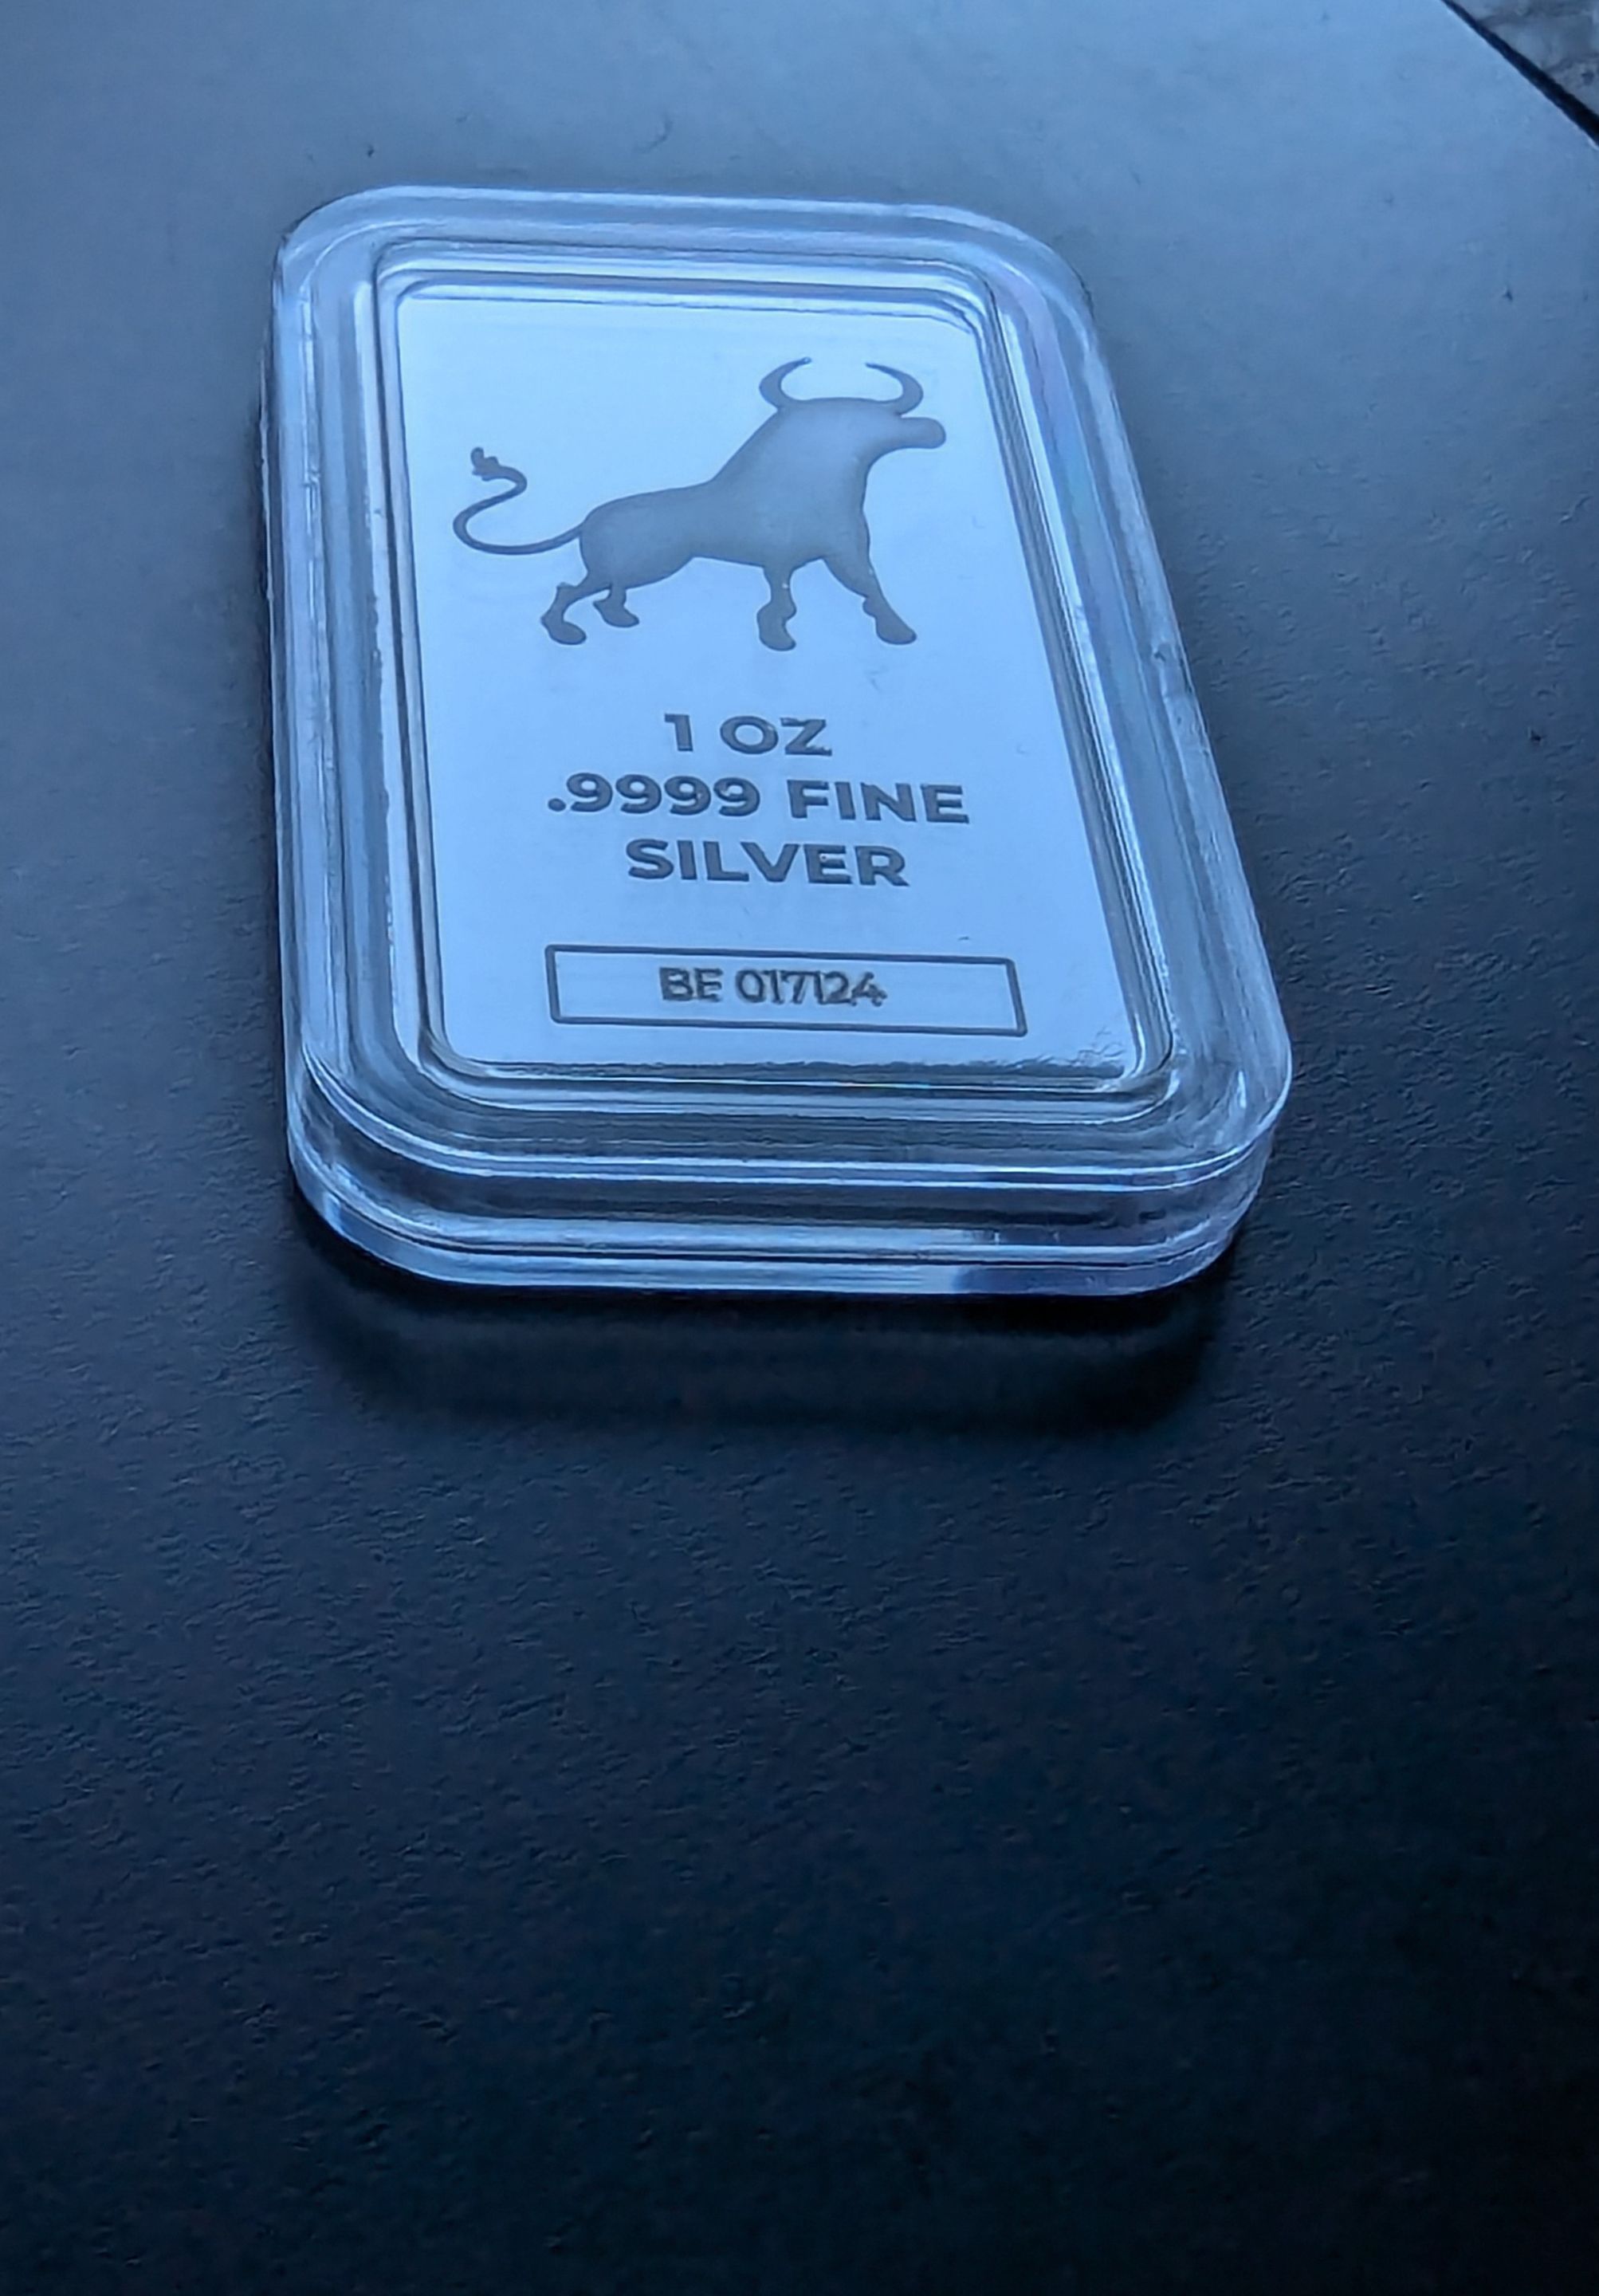 1 OZ
.9999 FINE
SILVER
BE 017124